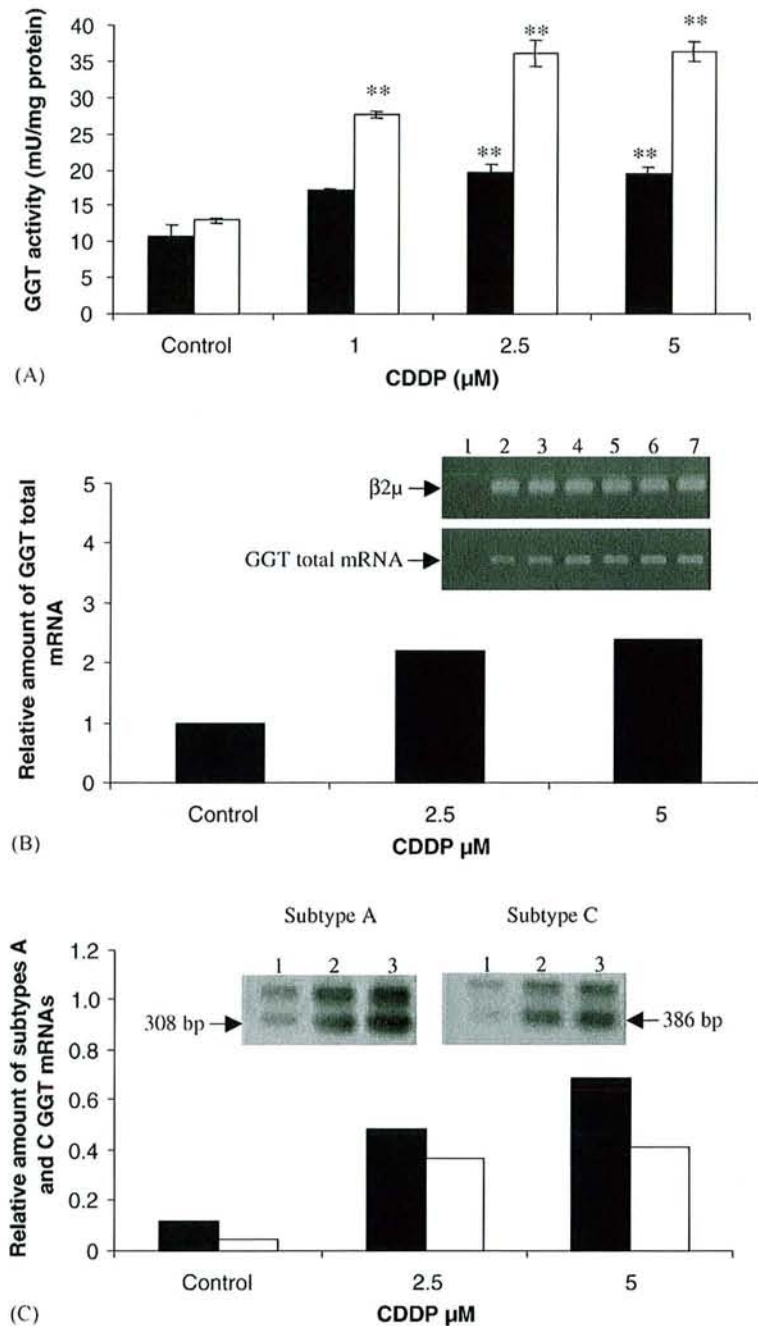 40
35
30
25
20
15
10
5
0
GGT activity (mU/mg protein)
** ** ** ** **
Control 1 2.5 5
CDDP (µM)
(A)
1 2 3 4 5 6 7
β2µ
GGT total mRNA
5
4
3
2
1
0
Relative amount of GGT total
mRNA
Control 2.5 5
CDDP µM
(B)
Subtype A Subtype C
1 2 3 1 2 3
308 bp 386 bp
1.2
1.0
0.8
0.6
0.4
0.2
0
Relative amount of subtypes A
and C GGT mRNAs
Control 2.5 5
CDDP µM
(C)